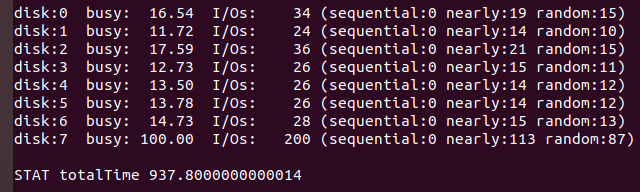 disk:0  busy:  16.54  I/Os:    34 (sequential:0 nearly:19 random:15)
disk:1  busy:  11.72  I/Os:    24 (sequential:0 nearly:14 random:10)
disk:2  busy:  17.59  I/Os:    36 (sequential:0 nearly:21 random:15)
disk:3  busy:  12.73  I/Os:    26 (sequential:0 nearly:15 random:11)
disk:4  busy:  13.50  I/Os:    26 (sequential:0 nearly:14 random:12)
disk:5  busy:  13.78  I/Os:    26 (sequential:0 nearly:14 random:12)
disk:6  busy:  14.73  I/Os:    28 (sequential:0 nearly:15 random:13)
disk:7  busy: 100.00  I/Os:   200 (sequential:0 nearly:113 random:87)
STAT totalTime 937.8000000000014